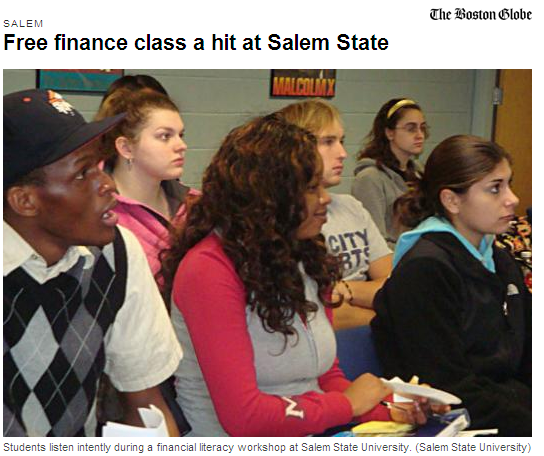 SALEM
The Boston Globe
Free finance class a hit at Salem State
MALCOLM X
CITY
M
Students listen intently during a financial literacy workshop at Salem State University. (Salem State University)